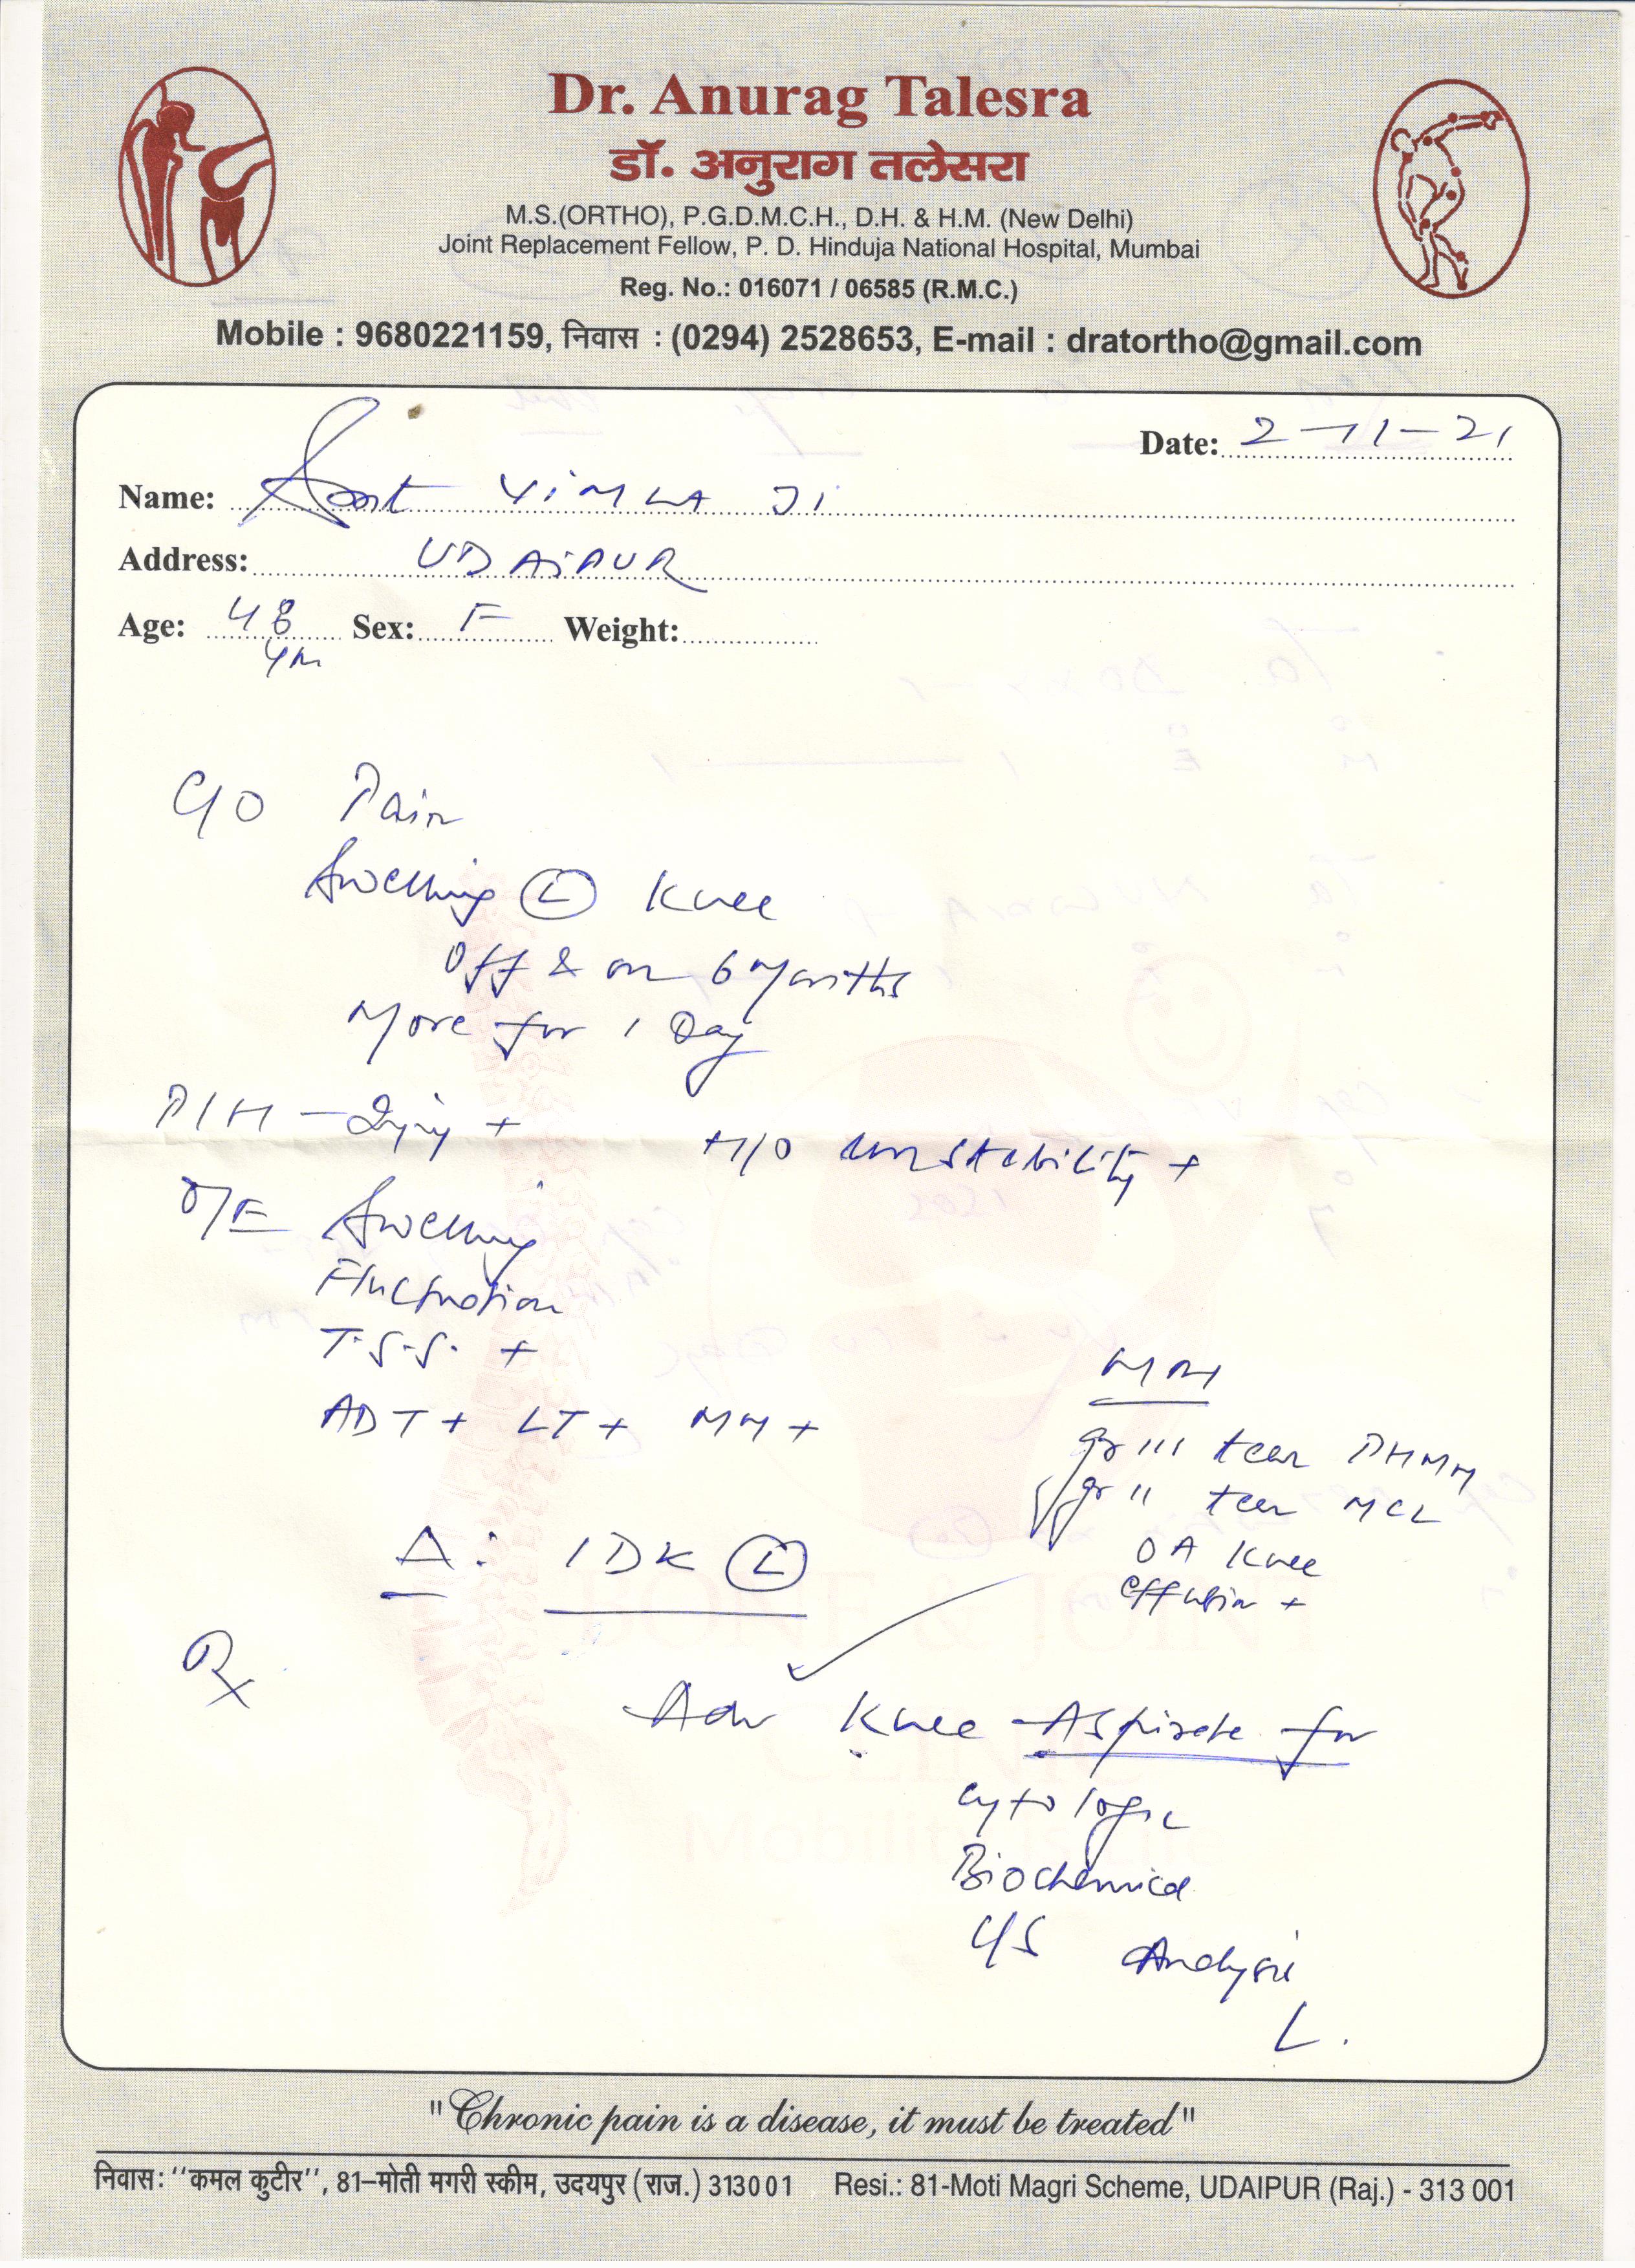 Dr. Anurag Talesra
डॉ. अनुराग तलेसरा
M.S.(ORTHO), P.G.D.M.C.H., D.H. & H.M. (New Delhi)
Joint Replacement Fellow, P. D. Hinduja National Hospital, Mumbai
Reg. No.: 016071 / 06585 (R.M.C.)
Mobile : 9680221159, निवास : (0294) 2528653, E-mail : dratortho@gmail.com
Date: 2-11-21
Name: Smt VIMLA JI
Address: UDAIPUR
Age: 48 Sex: F Weight:
C/O Pain
Swelling (L) Knee
Off & on 6 Months
More for 1 Day
P/H - Injury +
H/O unstability +
O/E Swelling
Fluctuation
T.S.S. +
ADT + LT + MM +
MRI
gr III tear PHMM
gr II tear MCL
OA Knee
effusion +
Δ: IDK (L)
Rx
Adv Knee Aspirate for
cytologic
Biochemical
C/S Analysis
"Chronic pain is a disease, it must be treated"
निवास: ''कमल कुटीर'', 81-मोती मगरी स्कीम, उदयपुर (राज.) 313001 Resi.: 81-Moti Magri Scheme, UDAIPUR (Raj.) - 313 001